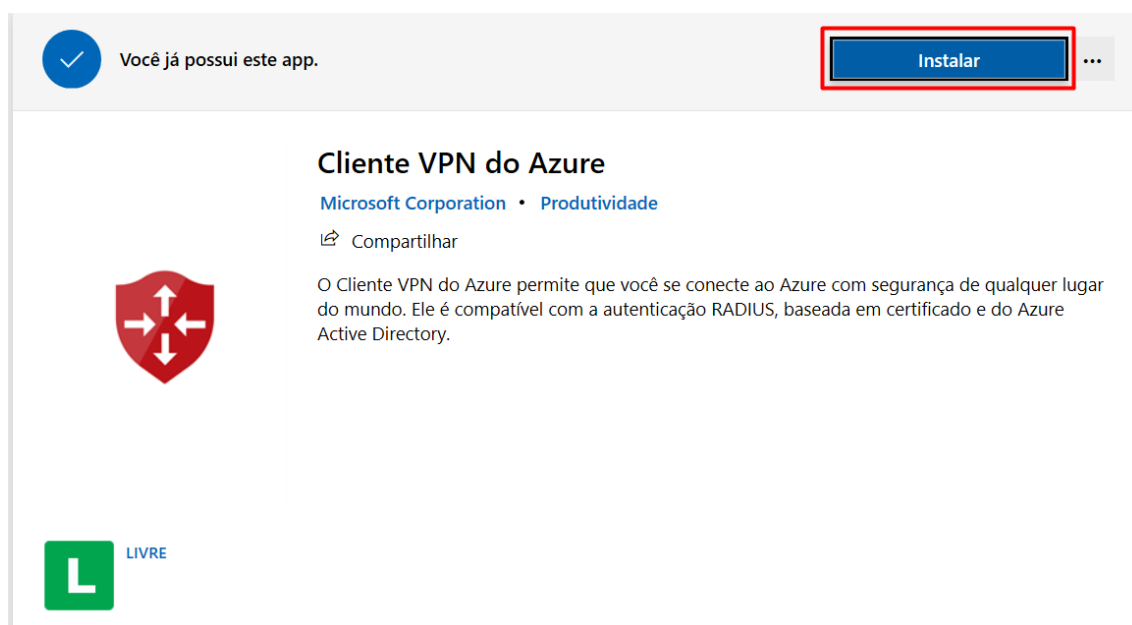 Você já possui este app.
Instalar
...
Cliente VPN do Azure
Microsoft Corporation • Produtividade
Compartilhar
O Cliente VPN do Azure permite que você se conecte ao Azure com segurança de qualquer lugar
do mundo. Ele é compatível com a autenticação RADIUS, baseada em certificado e do Azure
Active Directory.
L
LIVRE